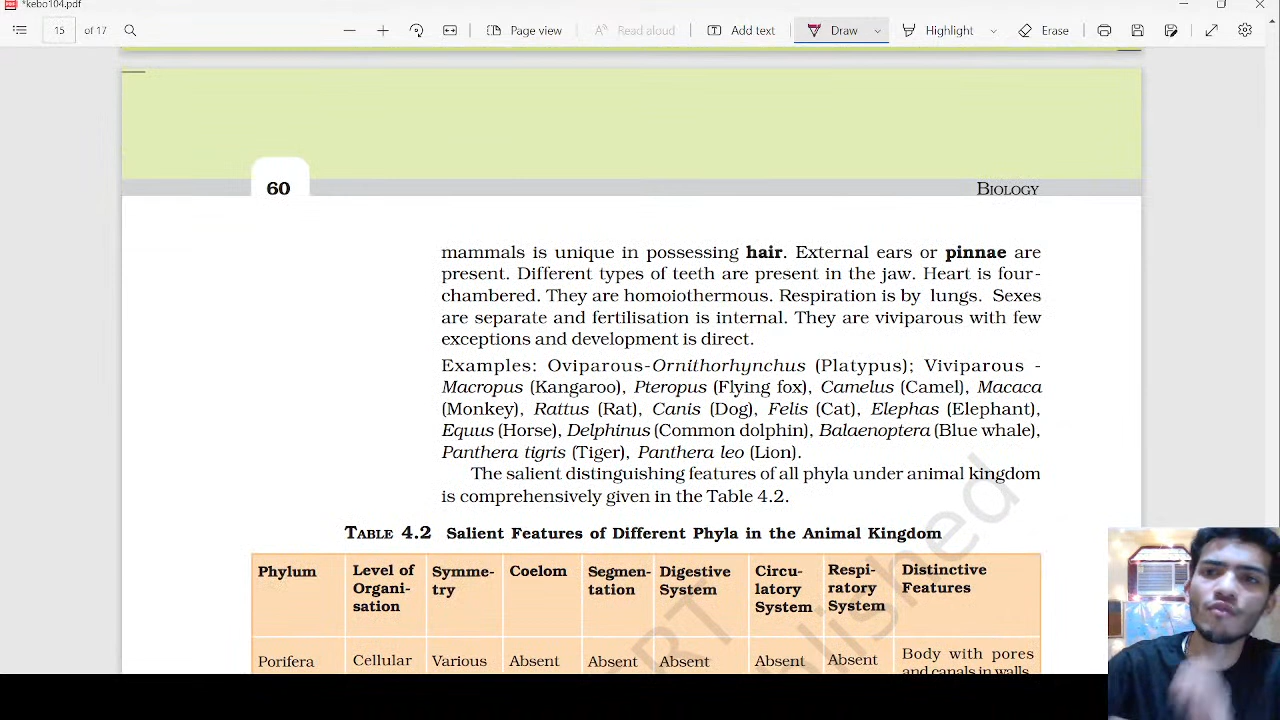 *kebo104.pdf
15 of 17 Page view Read aloud Add text Draw Highlight Erase
60
BIOLOGY
mammals is unique in possessing hair. External ears or pinnae are
present. Different types of teeth are present in the jaw. Heart is four-
chambered. They are homoiothermous. Respiration is by lungs. Sexes
are separate and fertilisation is internal. They are viviparous with few
exceptions and development is direct.
Examples: Oviparous-Ornithorhynchus (Platypus); Viviparous -
Macropus (Kangaroo), Pteropus (Flying fox), Camelus (Camel), Macaca
(Monkey), Rattus (Rat), Canis (Dog), Felis (Cat), Elephas (Elephant),
Equus (Horse), Delphinus (Common dolphin), Balaenoptera (Blue whale),
Panthera tigris (Tiger), Panthera leo (Lion).
The salient distinguishing features of all phyla under animal kingdom
is comprehensively given in the Table 4.2.
TABLE 4.2 Salient Features of Different Phyla in the Animal Kingdom
Phylum
Level of
Organi-
sation
Symme-
try
Coelom
Segmen-
tation
Digestive
System
Circu-
latory
System
Respi-
ratory
System
Distinctive
Features
Porifera
Cellular
Various
Absent
Absent
Absent
Absent
Absent
Body with pores
and canals in walls.